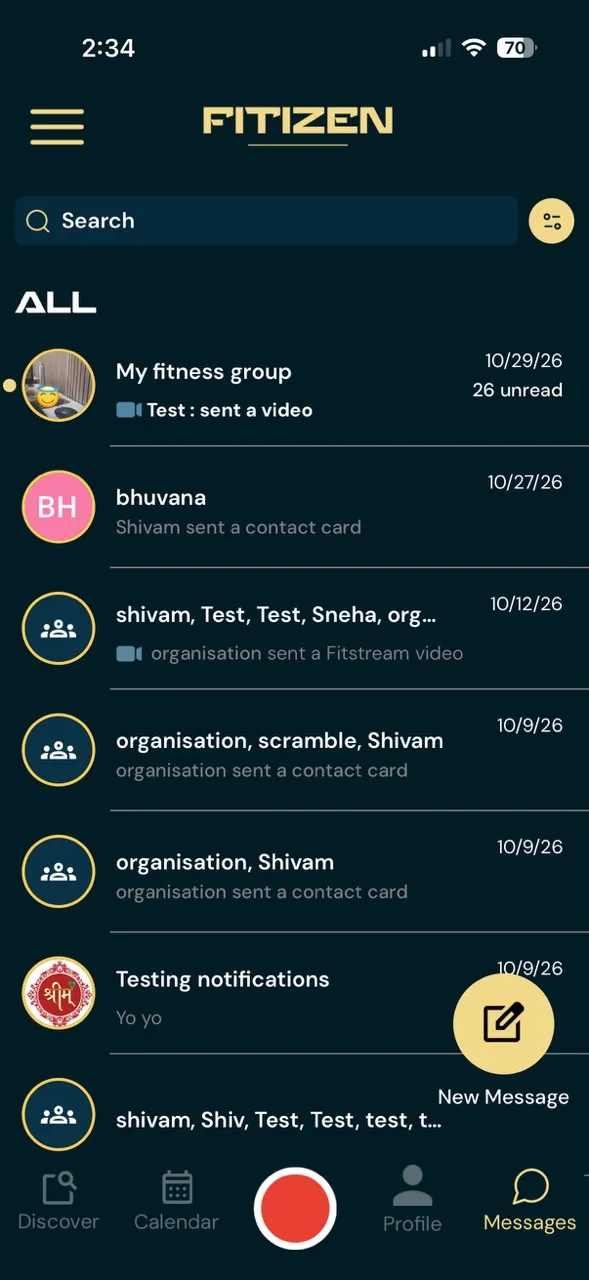 2:34
70
FITIZEN
Search
ALL
My fitness group
10/29/26
26 unread
Test : sent a video
BH
bhuvana
10/27/26
Shivam sent a contact card
shivam, Test, Test, Sneha, org...
10/12/26
organisation sent a Fitstream video
organisation, scramble, Shivam
10/9/26
organisation sent a contact card
organisation, Shivam
10/9/26
organisation sent a contact card
श्रीम्
Testing notifications
10/9/26
Yo yo
New Message
shivam, Shiv, Test, Test, test, t...
Discover
Calendar
Profile
Messages